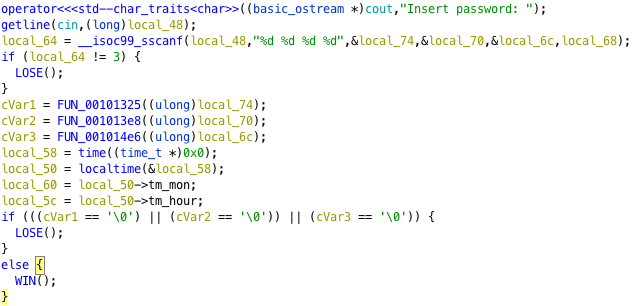 operator<<<std--char_traits<char>>((basic_ostream *)cout,"Insert password: ");
getline(cin,(long)local_48);
local_64 = __isoc99_sscanf(local_48,"%d %d %d %d",&local_74,&local_70,&local_6c,local_68);
if (local_64 != 3) {
LOSE();
}
cVar1 = FUN_00101325((ulong)local_74);
cVar2 = FUN_001013e8((ulong)local_70);
cVar3 = FUN_001014e6((ulong)local_6c);
local_58 = time((time_t *)0x0);
local_50 = localtime(&local_58);
local_60 = local_50->tm_mon;
local_5c = local_50->tm_hour;
if (((cVar1 == '\0') || (cVar2 == '\0')) || (cVar3 == '\0')) {
LOSE();
}
else {
WIN();
}